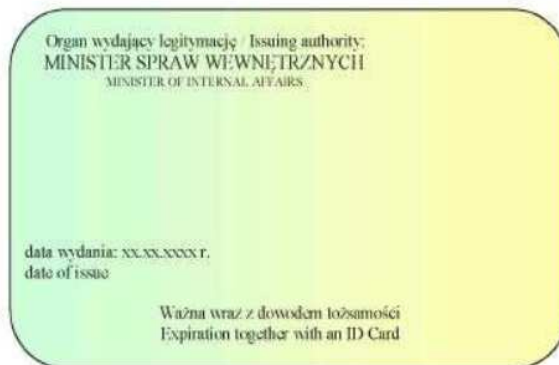 Organ wydający legitymację / Issuing authority:
MINISTER SPRAW WEWNĘTRZNYCH
MINISTER OF INTERNAL AFFAIRS
data wydania: xx.xx.xxxx r.
date of issue
Ważna wraz z dowodem tożsamości
Expiration together with an ID Card